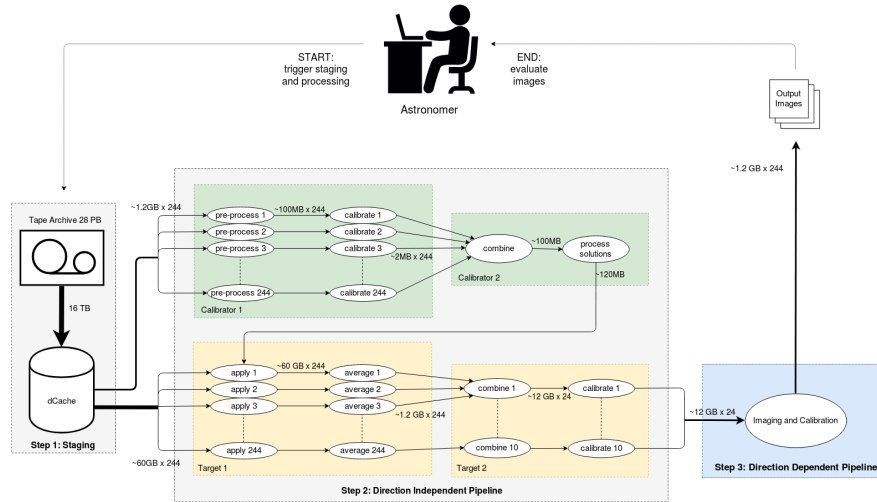 START:
trigger staging
and processing
Astronomer
END:
evaluate
images
Output
Images
~1.2 GB x 244
Tape Archive 28 PB
16 TB
dCache
Step 1: Staging
~1.2GB x 244
pre-process 1
~100MB x 244
calibrate 1
pre-process 2
calibrate 2
pre-process 3
calibrate 3
~2MB x 244
pre-process 244
calibrate 244
Calibrator 1
combine
~100MB
process
solutions
~120MB
Calibrator 2
apply 1
~60 GB x 244
average 1
apply 2
average 2
apply 3
average 3
~1.2 GB x 244
apply 244
average 244
~60GB x 244
Target 1
combine 1
~12 GB x 24
calibrate 1
combine 10
calibrate 10
Target 2
Step 2: Direction Independent Pipeline
~12 GB x 24
Imaging and Calibration
Step 3: Direction Dependent Pipeline